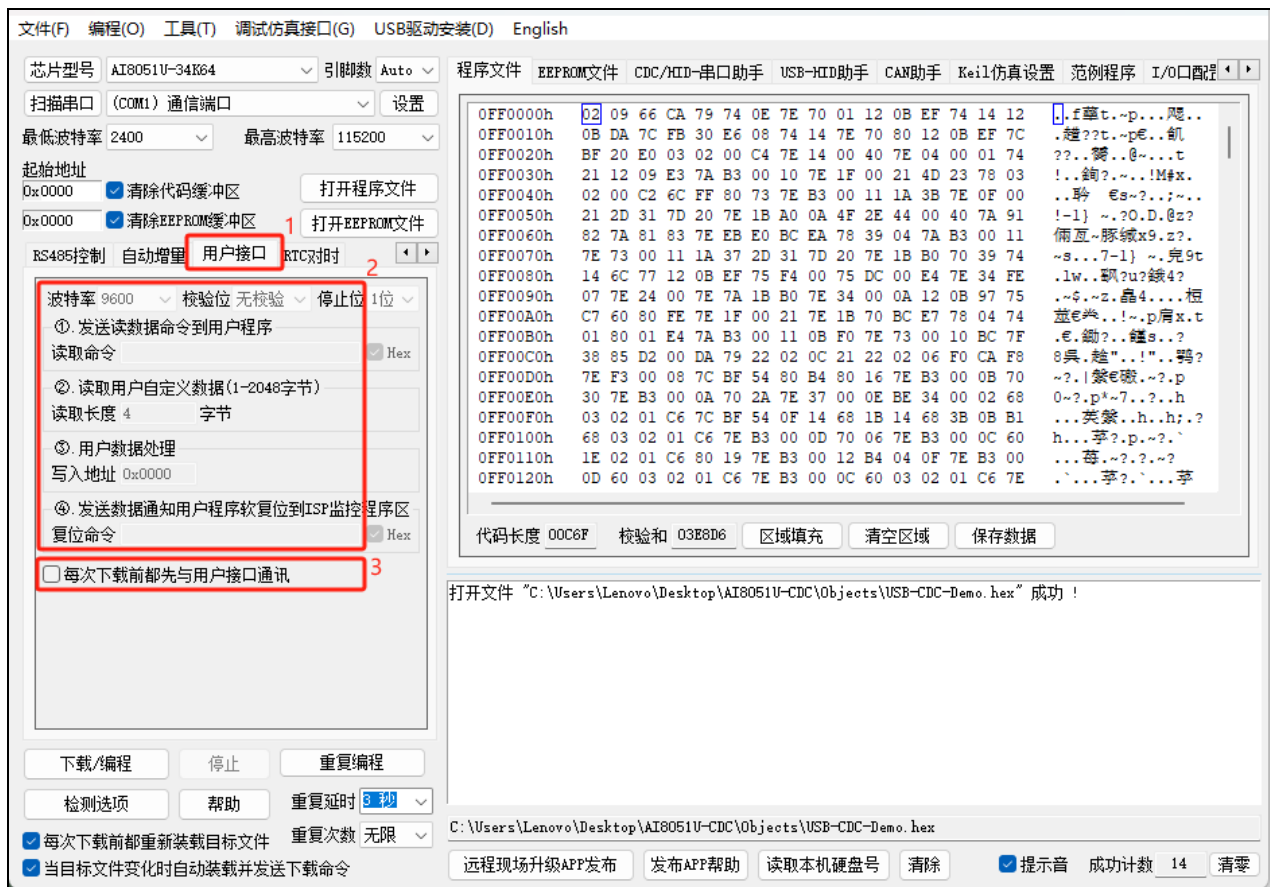 文件(F) 编程(O) 工具(T) 调试仿真接口(G) USB驱动安装(D) English
芯片型号 AI8051U-34K64 引脚数 Auto
扫描串口 (COM1) 通信端口 设置
最低波特率 2400 最高波特率 115200
起始地址
0x0000 清除代码缓冲区 打开程序文件
0x0000 清除EEPROM缓冲区 打开EEPROM文件
1
RS485控制 自动增量 用户接口 RTC对时
2
波特率 9600 校验位 无校验 停止位 1位
①.发送读数据命令到用户程序
读取命令 Hex
②.读取用户自定义数据(1-2048字节)
读取长度 4 字节
③.用户数据处理
写入地址 0x0000
④.发送数据通知用户程序软复位到ISP监控程序区
复位命令 Hex
每次下载前都先与用户接口通讯 3
下载/编程 停止 重复编程
检测选项 帮助 重复延时 3 秒
每次下载前都重新装载目标文件 重复次数 无限
当目标文件变化时自动装载并发送下载命令
程序文件 EEPROM文件 CDC/HID-串口助手 USB-HID助手 CAN助手 Keil仿真设置 范例程序 I/O口配
0FF0000h 02 09 66 CA 79 74 0E 7E 70 01 12 0B EF 74 14 12
0FF0010h 0B DA 7C FB 30 E6 08 74 14 7E 70 80 12 0B EF 7C
0FF0020h BF 20 E0 03 02 00 C4 7E 14 00 40 7E 04 00 01 74
0FF0030h 21 12 09 E3 7A B3 00 10 7E 1F 00 21 4D 23 78 03
0FF0040h 02 00 C2 6C FF 80 73 7E B3 00 11 1A 3B 7E 0F 00
0FF0050h 21 2D 31 7D 20 7E 1B A0 0A 4F 2E 44 00 40 7A 91
0FF0060h 82 7A 81 83 7E EB E0 BC EA 78 39 04 7A B3 00 11
0FF0070h 7E 73 00 11 1A 37 2D 31 7D 20 7E 1B B0 70 39 74
0FF0080h 14 6C 77 12 0B EF 75 F4 00 75 DC 00 E4 7E 34 FE
0FF0090h 07 7E 24 00 7E 7A 1B B0 7E 34 00 0A 12 0B 97 75
0FF00A0h C7 60 80 FE 7E 1F 00 21 7E 1B 70 BC E7 78 04 74
0FF00B0h 01 80 01 E4 7A B3 00 11 0B F0 7E 73 00 10 BC 7F
0FF00C0h 38 85 D2 00 DA 79 22 02 0C 21 22 02 06 F0 CA F8
0FF00D0h 7E F3 00 08 7C BF 54 80 B4 80 16 7E B3 00 0B 70
0FF00E0h 30 7E B3 00 0A 70 2A 7E 37 00 0E BE 34 00 02 68
0FF00F0h 03 02 01 C6 7C BF 54 0F 14 68 1B 14 68 3B 0B B1
0FF0100h 68 03 02 01 C6 7E B3 00 0D 70 06 7E B3 00 0C 60
0FF0110h 1E 02 01 C6 80 19 7E B3 00 12 B4 04 0F 7E B3 00
0FF0120h 0D 60 03 02 01 C6 7E B3 00 0C 60 03 02 01 C6 7E
代码长度 00C6F 校验和 03E8D6 区域填充 清空区域 保存数据
打开文件 "C:\Users\Lenovo\Desktop\AI8051U-CDC\Objects\USB-CDC-Demo.hex" 成功 !
C:\Users\Lenovo\Desktop\AI8051U-CDC\Objects\USB-CDC-Demo.hex
远程现场升级APP发布 发布APP帮助 读取本机硬盘号 清除 提示音 成功计数 14 清零